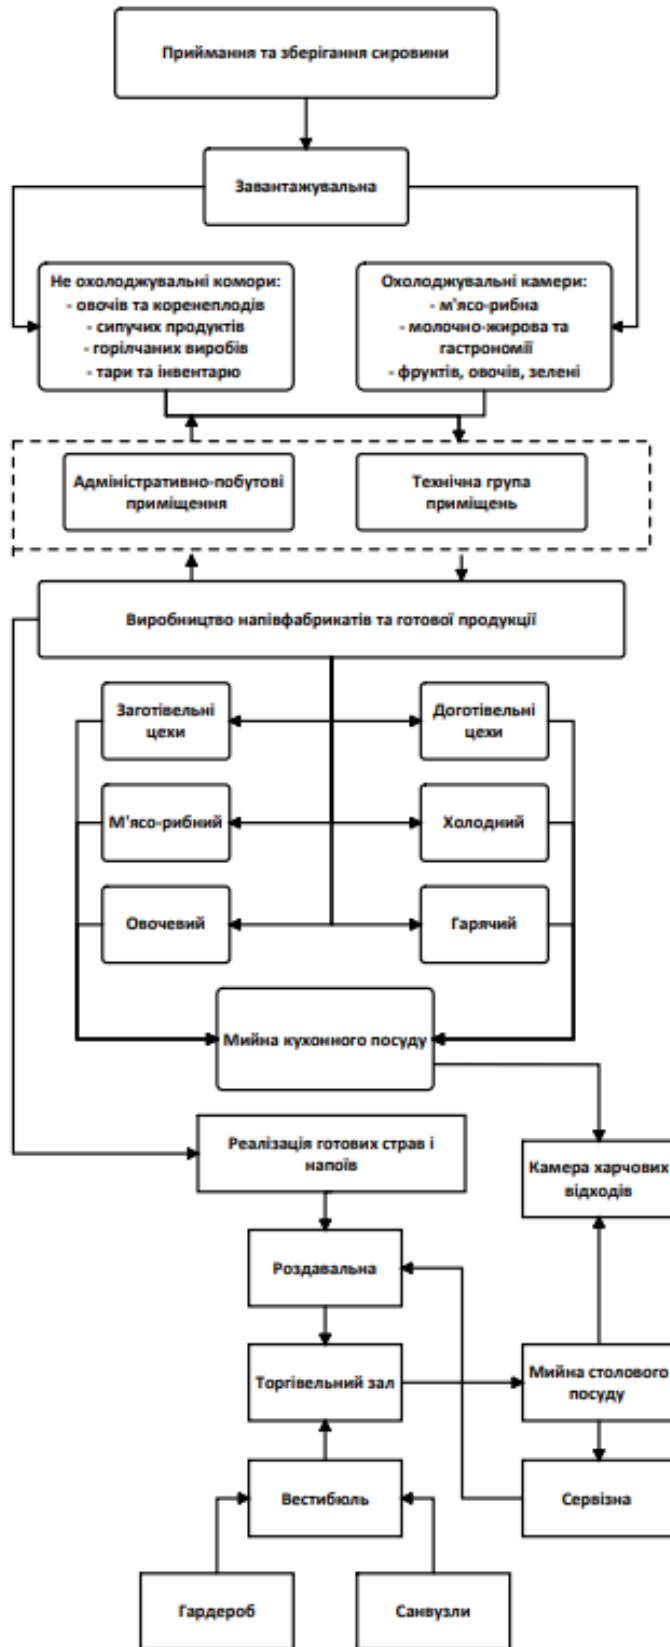 Приймання та зберігання сировини
Завантажувальна
Не охолоджувальні комори:
- овочів та коренеплодів
- сипучих продуктів
- горілчаних виробів
- тари та інвентарю
Охолоджувальні камери:
- м'ясо-рибна
- молочно-жирова та
гастрономії
- фруктів, овочів, зелені
Адміністративно-побутові
приміщення
Технічна група
приміщень
Виробництво напівфабрикатів та готової продукції
Заготівельні
цехи
Доготівельні
цехи
М'ясо-рибний
Холодний
Овочевий
Гарячий
Мийна кухонного посуду
Реалізація готових страв і
напоїв
Камера харчових
відходів
Роздавальна
Торгівельний зал
Мийна столового
посуду
Вестибюль
Сервізна
Гардероб
Санвузли